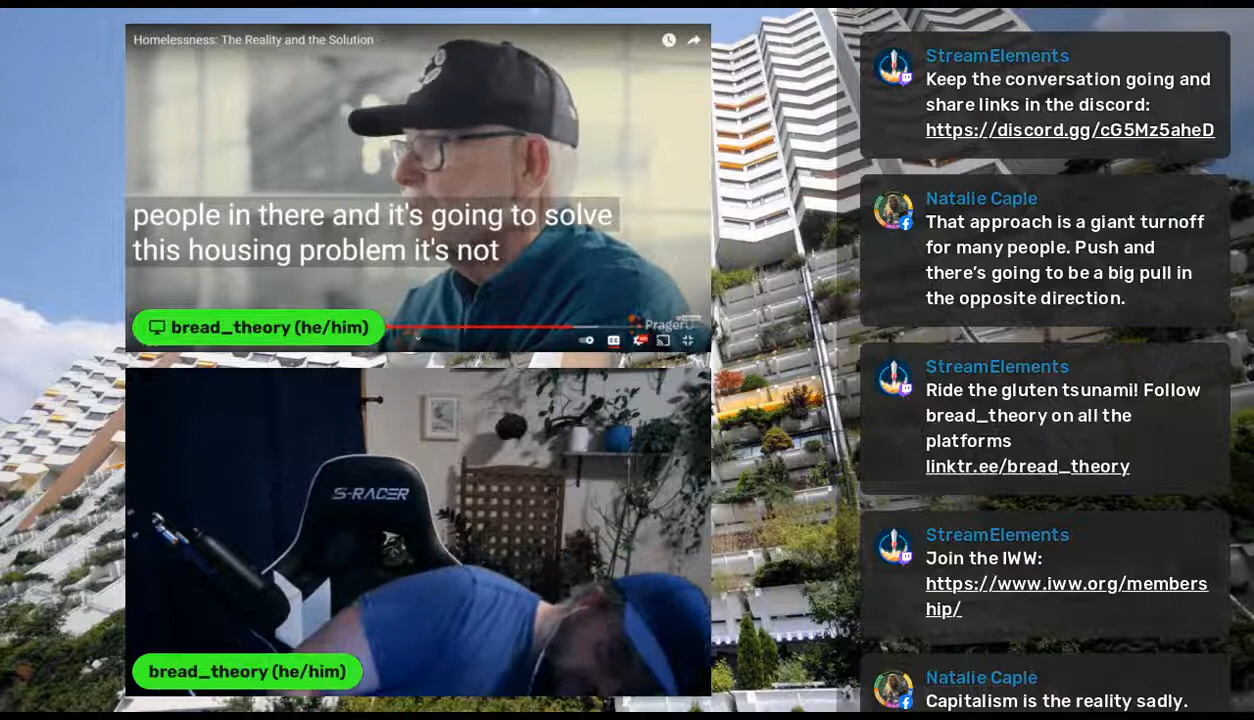 Homelessness: The Reality and the Solution
people in there and it's going to solve
this housing problem it's not
bread_theory (he/him)
PragerU
S-RACER
bread_theory (he/him)
StreamElements
Keep the conversation going and
share links in the discord:
https://discord.gg/cG5Mz5aheD
Natalie Caple
That approach is a giant turnoff
for many people. Push and
there's going to be a big pull in
the opposite direction.
StreamElements
Ride the gluten tsunami! Follow
bread_theory on all the
platforms
linktr.ee/bread_theory
StreamElements
Join the IWW:
https://www.iww.org/members
hip/
Natalie Caple
Capitalism is the reality sadly.